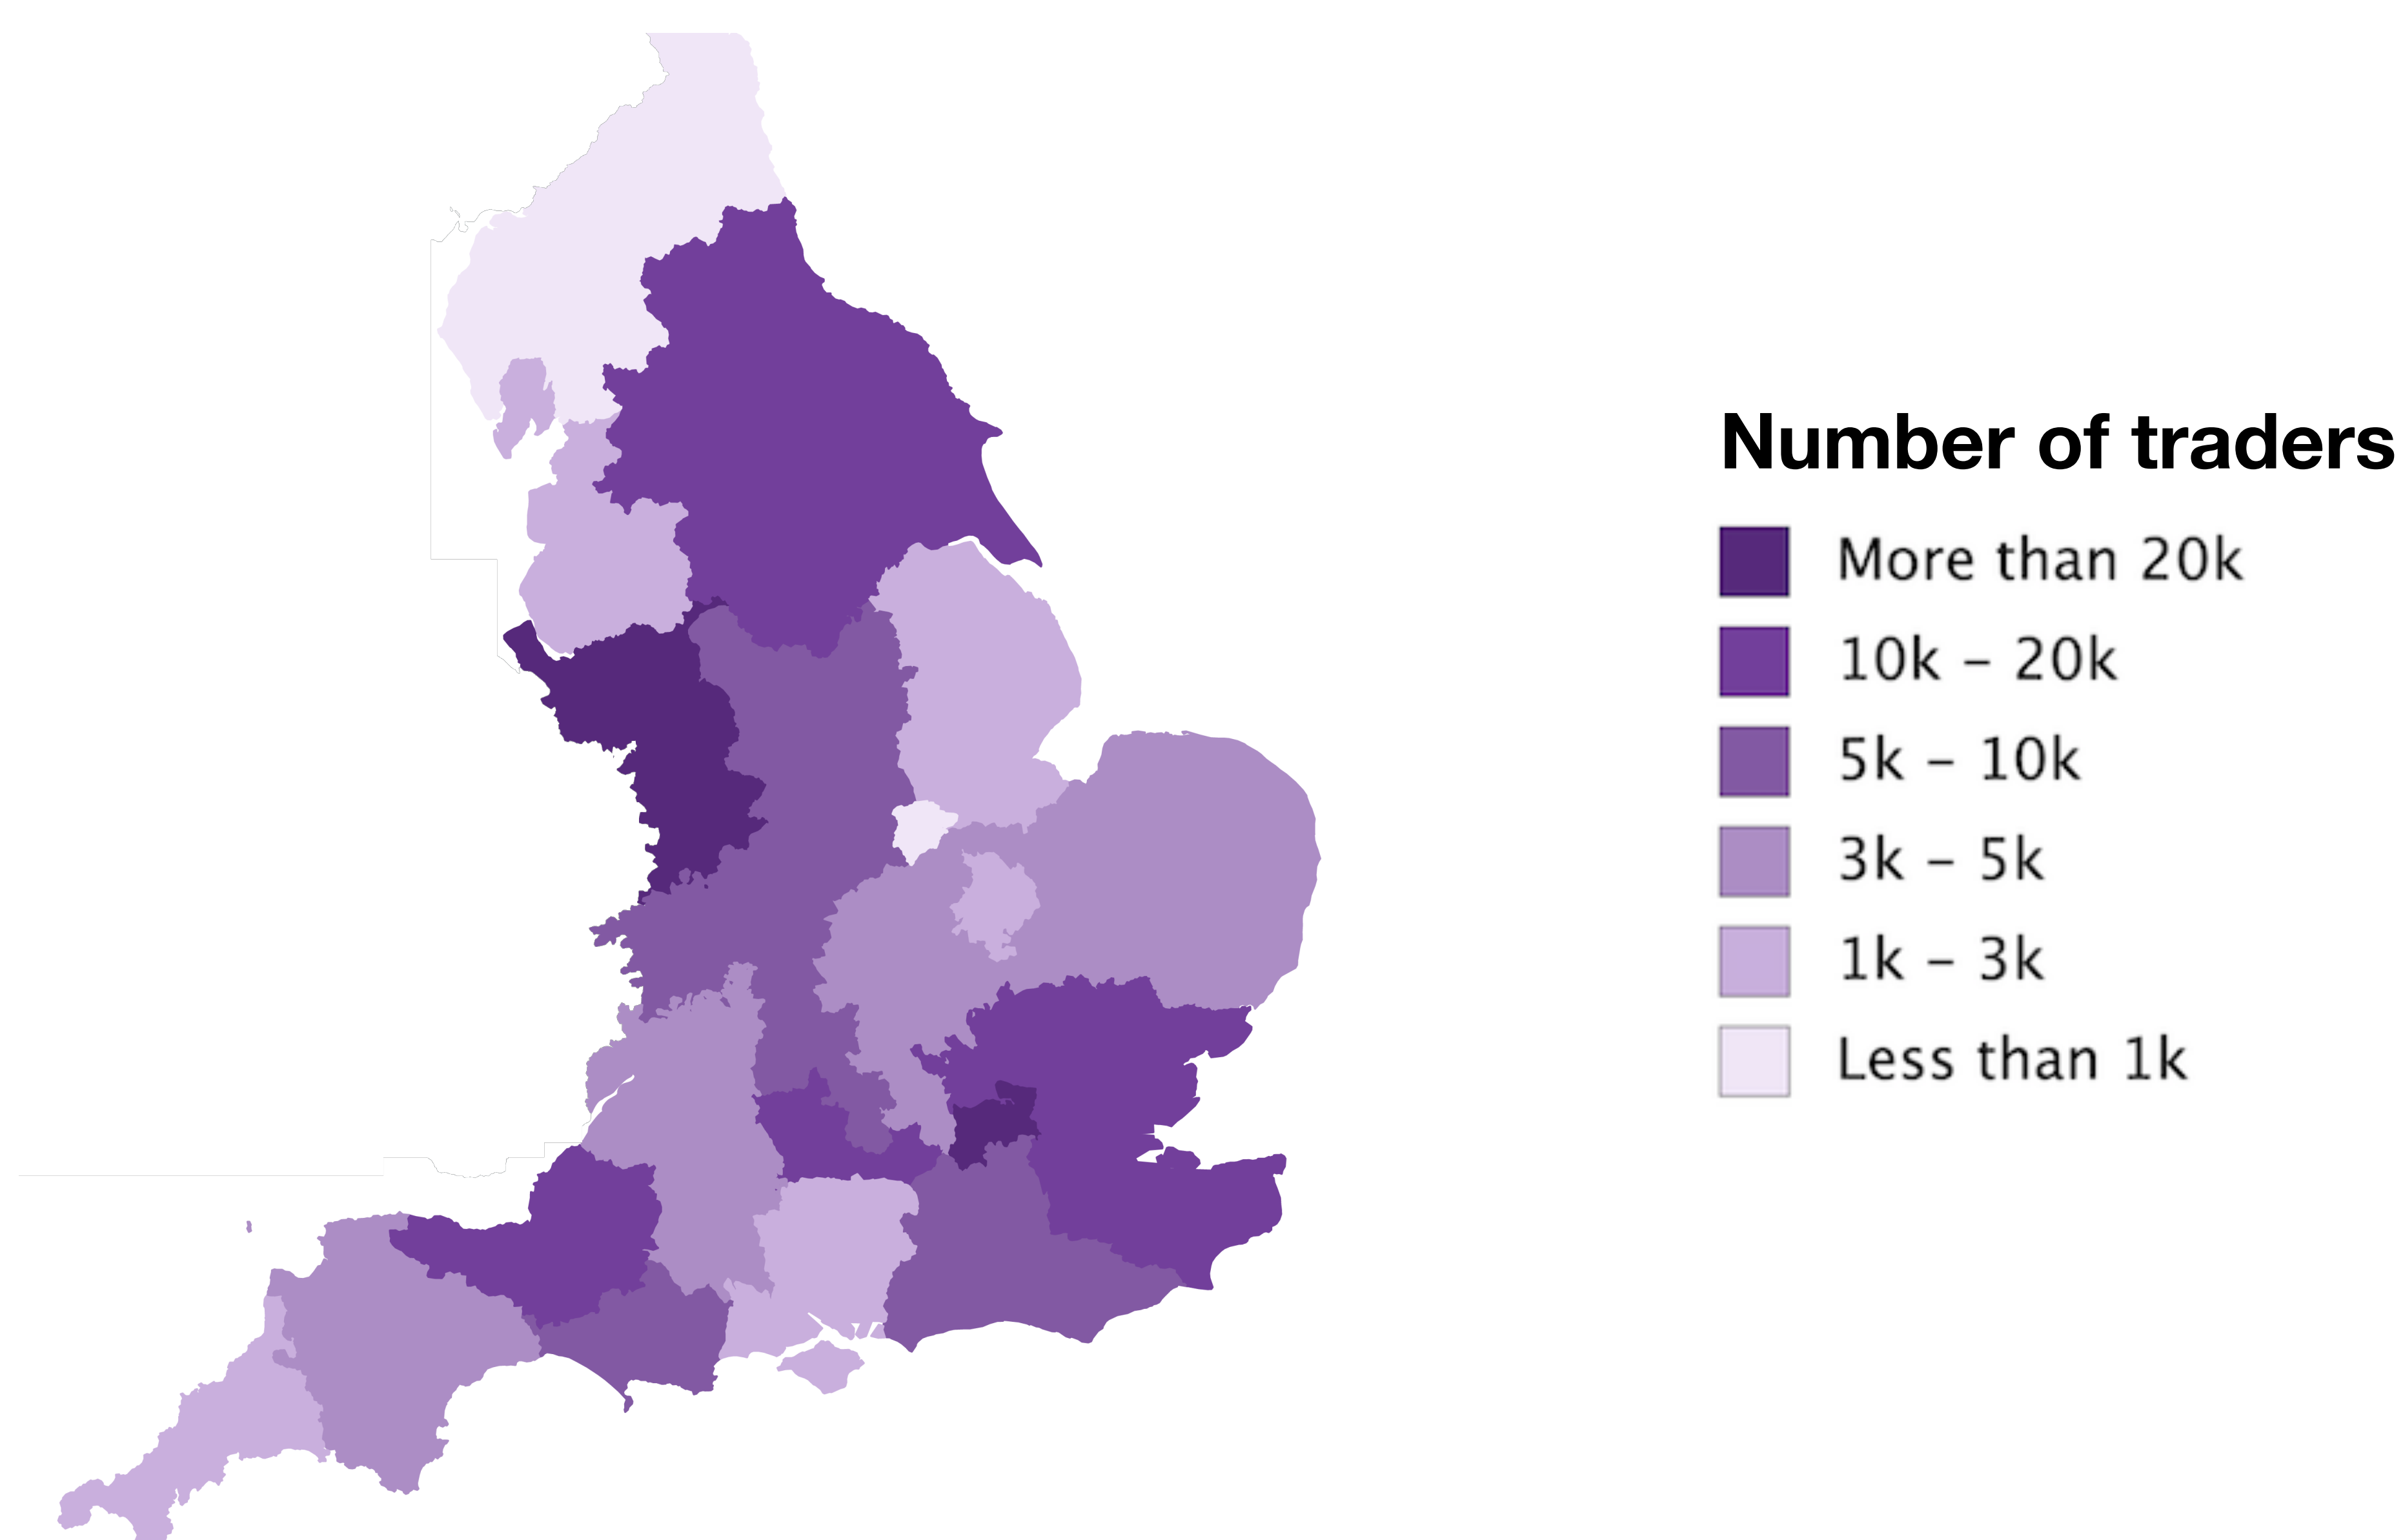 Number of traders
More than 20k
10k – 20k
5k – 10k
3k – 5k
1k – 3k
Less than 1k